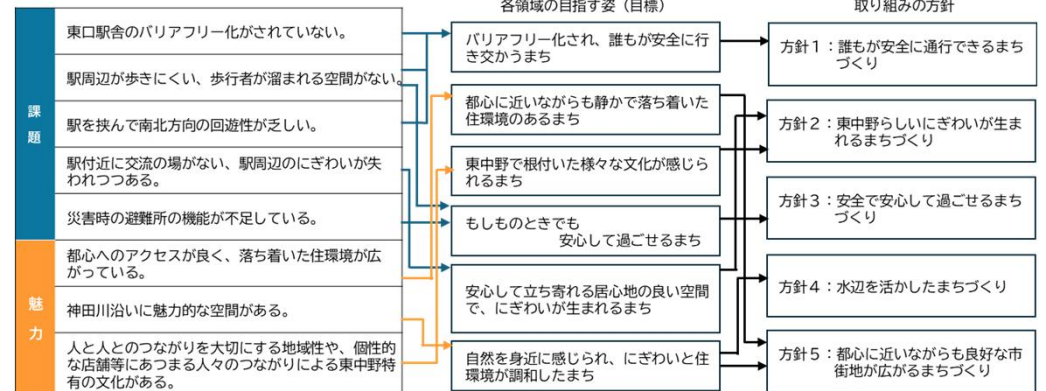 各領域の目指す姿（目標）
取り組みの方針
課
題
東口駅舎のバリアフリー化がされていない。
駅周辺が歩きにくい、歩行者が溜まれる空間がない。
駅を挟んで南北方向の回遊性が乏しい。
駅付近に交流の場がない、駅周辺のにぎわいが失
われつつある。
災害時の避難所の機能が不足している。
魅
力
都心へのアクセスが良く、落ち着いた住環境が広
がっている。
神田川沿いに魅力的な空間がある。
人と人とのつながりを大切にする地域性や、個性的
な店舗等にあつまる人々のつながりによる東中野特
有の文化がある。
バリアフリー化され、誰もが安全に行
き交かうまち
都心に近いながらも静かで落ち着いた
住環境のあるまち
東中野で根付いた様々な文化が感じら
れるまち
もしものときでも
安心して過ごせるまち
安心して立ち寄れる居心地の良い空間
で、にぎわいが生まれるまち
自然を身近に感じられ、にぎわいと住
環境が調和したまち
方針１：誰もが安全に通行できるまち
づくり
方針２：東中野らしいにぎわいが生ま
れるまちづくり
方針３：安全で安心して過ごせるまち
づくり
方針４：水辺を活かしたまちづくり
方針５：都心に近いながらも良好な市
街地が広がるまちづくり